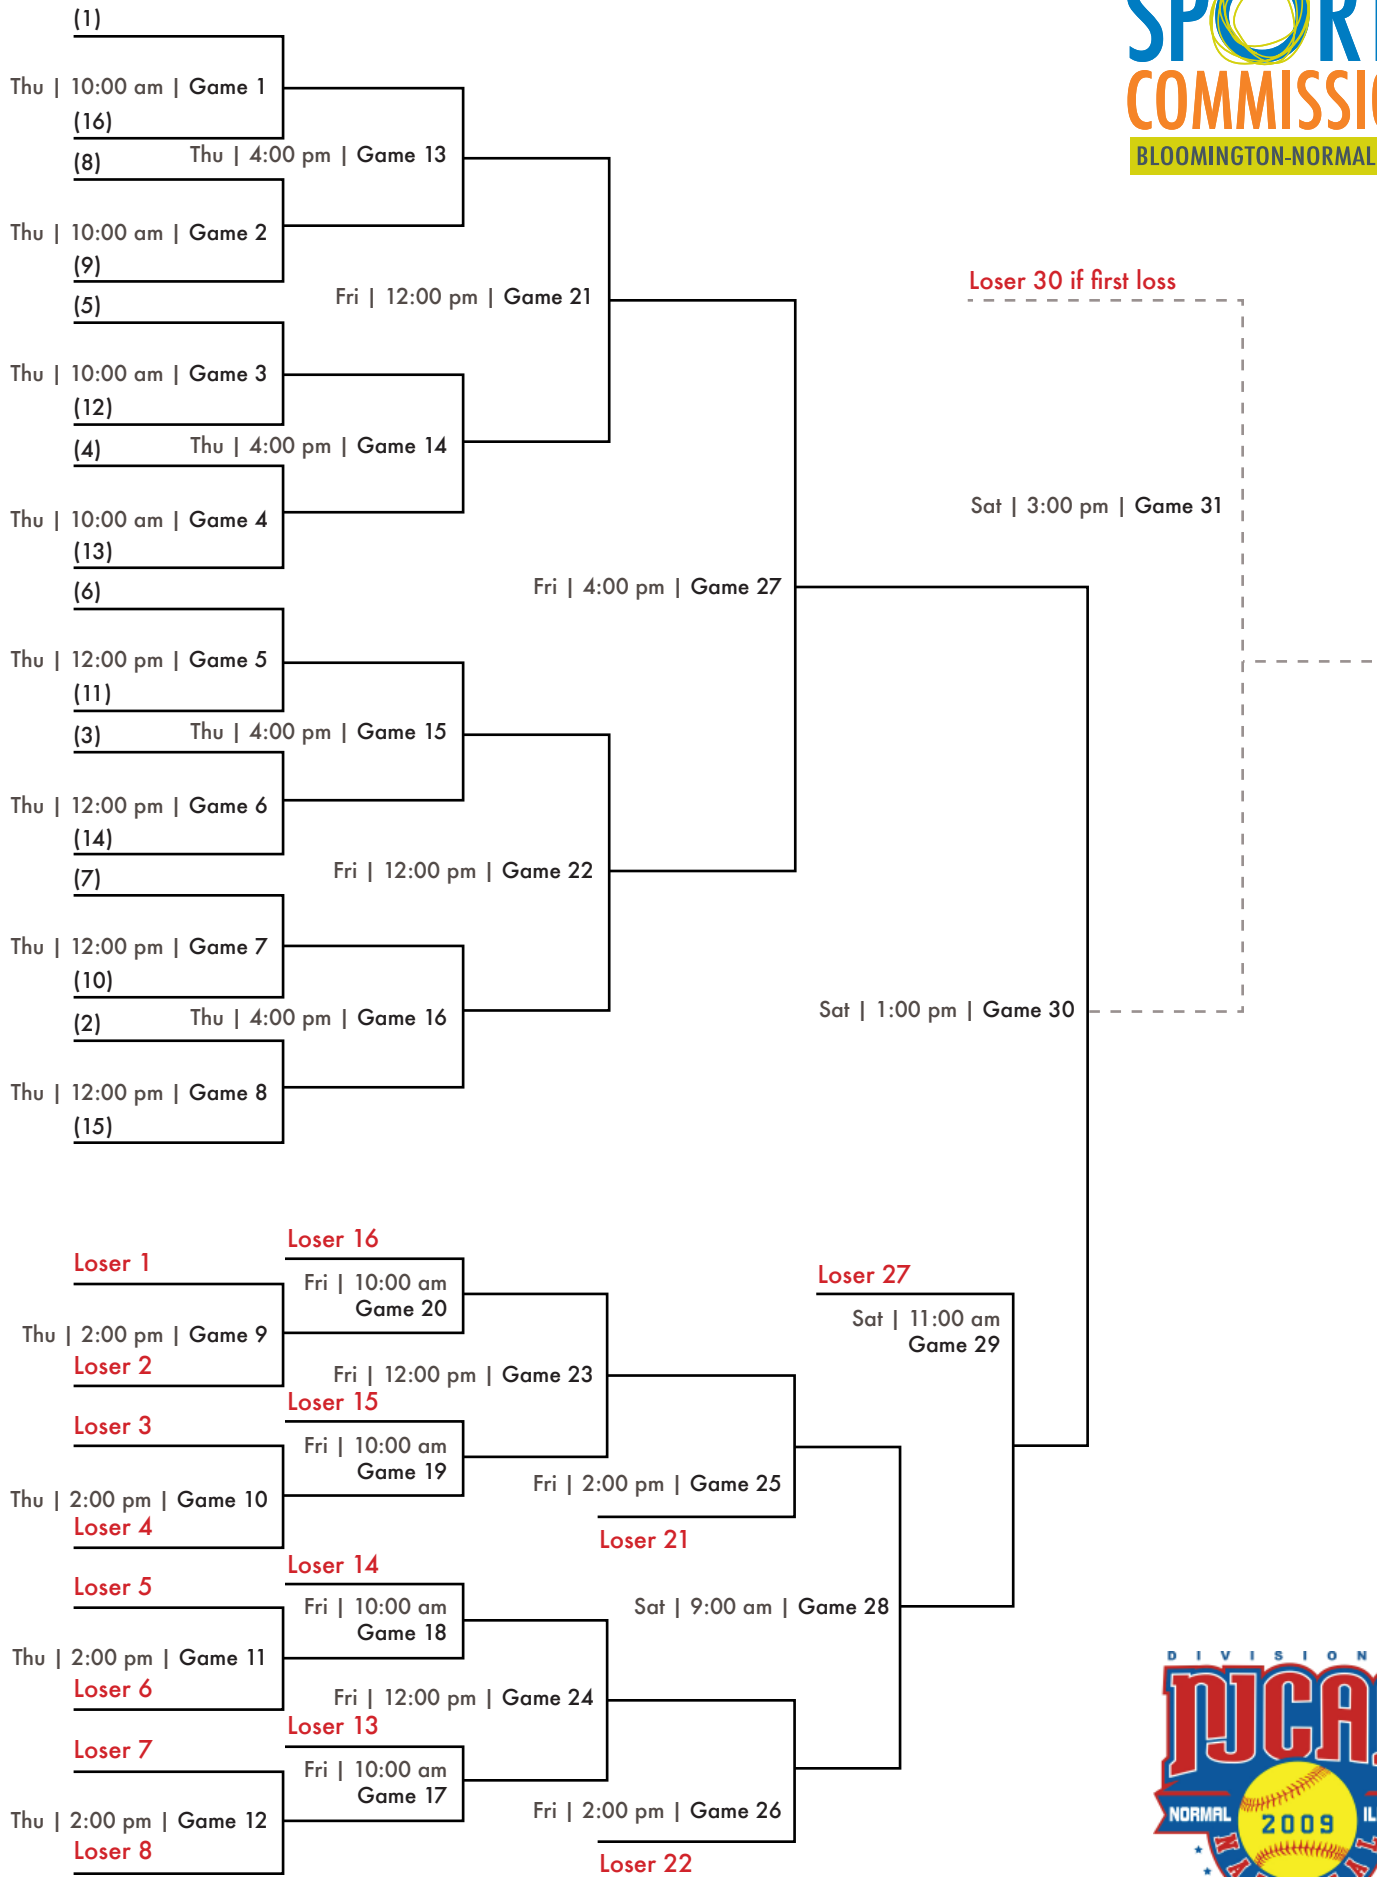 (1)
Thu | 10:00 am | Game 1
(16)
(8)
Thu | 10:00 am | Game 2
(9)
(5)
Thu | 10:00 am | Game 3
(12)
(4)
Thu | 10:00 am | Game 4
(13)
(6)
Thu | 12:00 pm | Game 5
(11)
(3)
Thu | 12:00 pm | Game 6
(14)
(7)
Thu | 12:00 pm | Game 7
(10)
(2)
Thu | 12:00 pm | Game 8
(15)
Thu | 4:00 pm | Game 13
Thu | 4:00 pm | Game 14
Thu | 4:00 pm | Game 15
Thu | 4:00 pm | Game 16
Fri | 12:00 pm | Game 21
Fri | 12:00 pm | Game 22
Fri | 4:00 pm | Game 27
Sat | 1:00 pm | Game 30
Loser 30 if first loss
Sat | 3:00 pm | Game 31
COMMISSI
BLOOMINGTON-NORMAL
Loser 1
Thu | 2:00 pm | Game 9
Loser 2
Loser 3
Thu | 2:00 pm | Game 10
Loser 4
Loser 5
Thu | 2:00 pm | Game 11
Loser 6
Loser 7
Thu | 2:00 pm | Game 12
Loser 8
Loser 16
Fri | 10:00 am
Game 20
Loser 15
Fri | 10:00 am
Game 19
Loser 14
Fri | 10:00 am
Game 18
Loser 13
Fri | 10:00 am
Game 17
Fri | 12:00 pm | Game 23
Fri | 12:00 pm | Game 24
Fri | 2:00 pm | Game 25
Loser 21
Fri | 2:00 pm | Game 26
Loser 22
Sat | 9:00 am | Game 28
Loser 27
Sat | 11:00 am
Game 29
DIVISION
NJCA
NORMAL
IL
2009